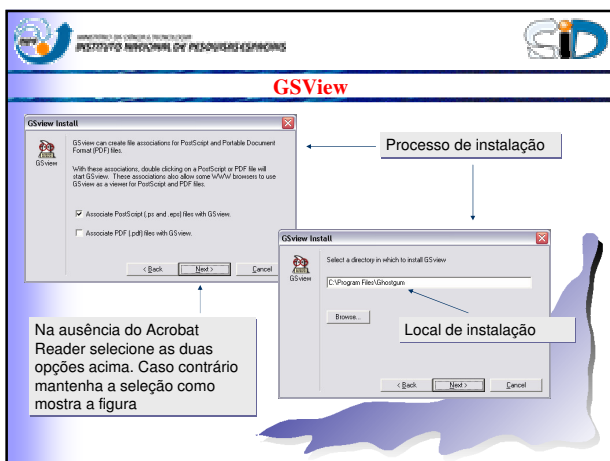 MINISTÉRIO DA CIÊNCIA E TECNOLOGIA
INSTITUTO NACIONAL DE PESQUISAS ESPACIAIS
SiD
GSView
GSview Install
GSview
GSview can create file associations for PostScript and Portable Document
Format (PDF) files.
With these associations, double clicking on a PostScript or PDF file will
start GSview. These associations also allow some WWW browsers to use
GSview as a viewer for PostScript and PDF files.
Associate PostScript (.ps and .eps) files with GSview.
Associate PDF (.pdf) files with GSview.
< Back
Next >
Cancel
Processo de instalação
GSview Install
GSview
Select a directory in which to install GSview
C:\Program Files\Ghostgum
Browse...
Local de instalação
< Back
Next >
Cancel
Na ausência do Acrobat
Reader selecione as duas
opções acima. Caso contrário
mantenha a seleção como
mostra a figura